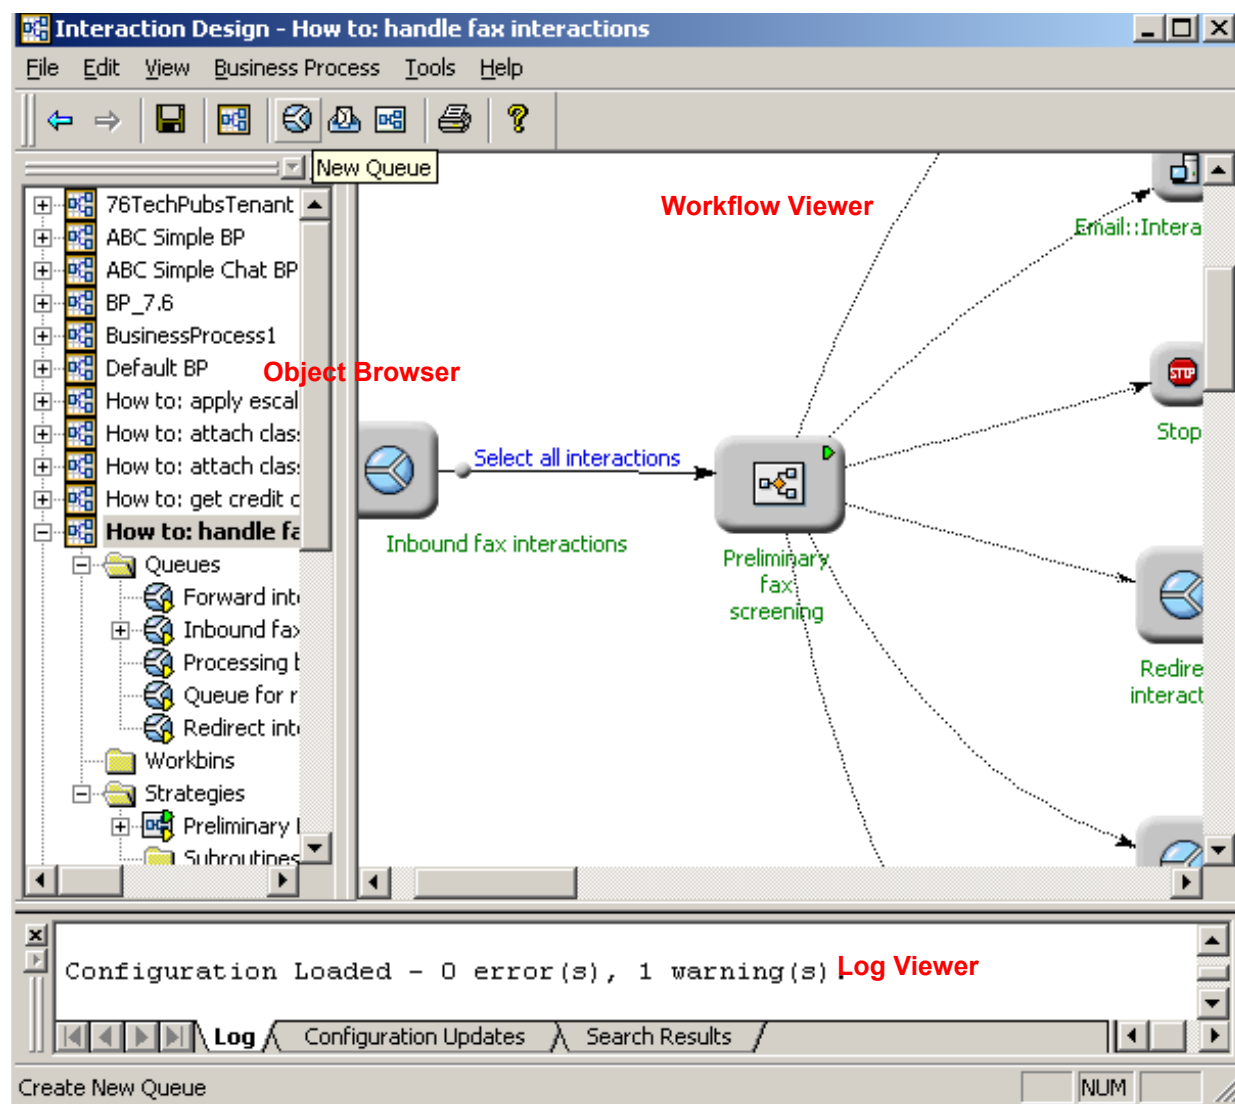 Interaction Design - How to: handle fax interactions
File Edit View Business Process Tools Help
New Queue
76TechPubsTenant
ABC Simple BP
ABC Simple Chat BP
BP_7.6
BusinessProcess1
Default BP
How to: apply escal
How to: attach clas
How to: attach clas
How to: get credit c
How to: handle fa
Queues
Forward inte
Inbound fax
Processing b
Queue for r
Redirect inte
Workbins
Strategies
Preliminary
Subroutines
Object Browser
Workflow Viewer
Email::Intera
STOP
Stop
Select all interactions
Inbound fax interactions
Preliminary
fax
screening
Redire
interact
Configuration Loaded - 0 error(s), 1 warning(s).
Log Viewer
Log Configuration Updates Search Results
Create New Queue
NUM